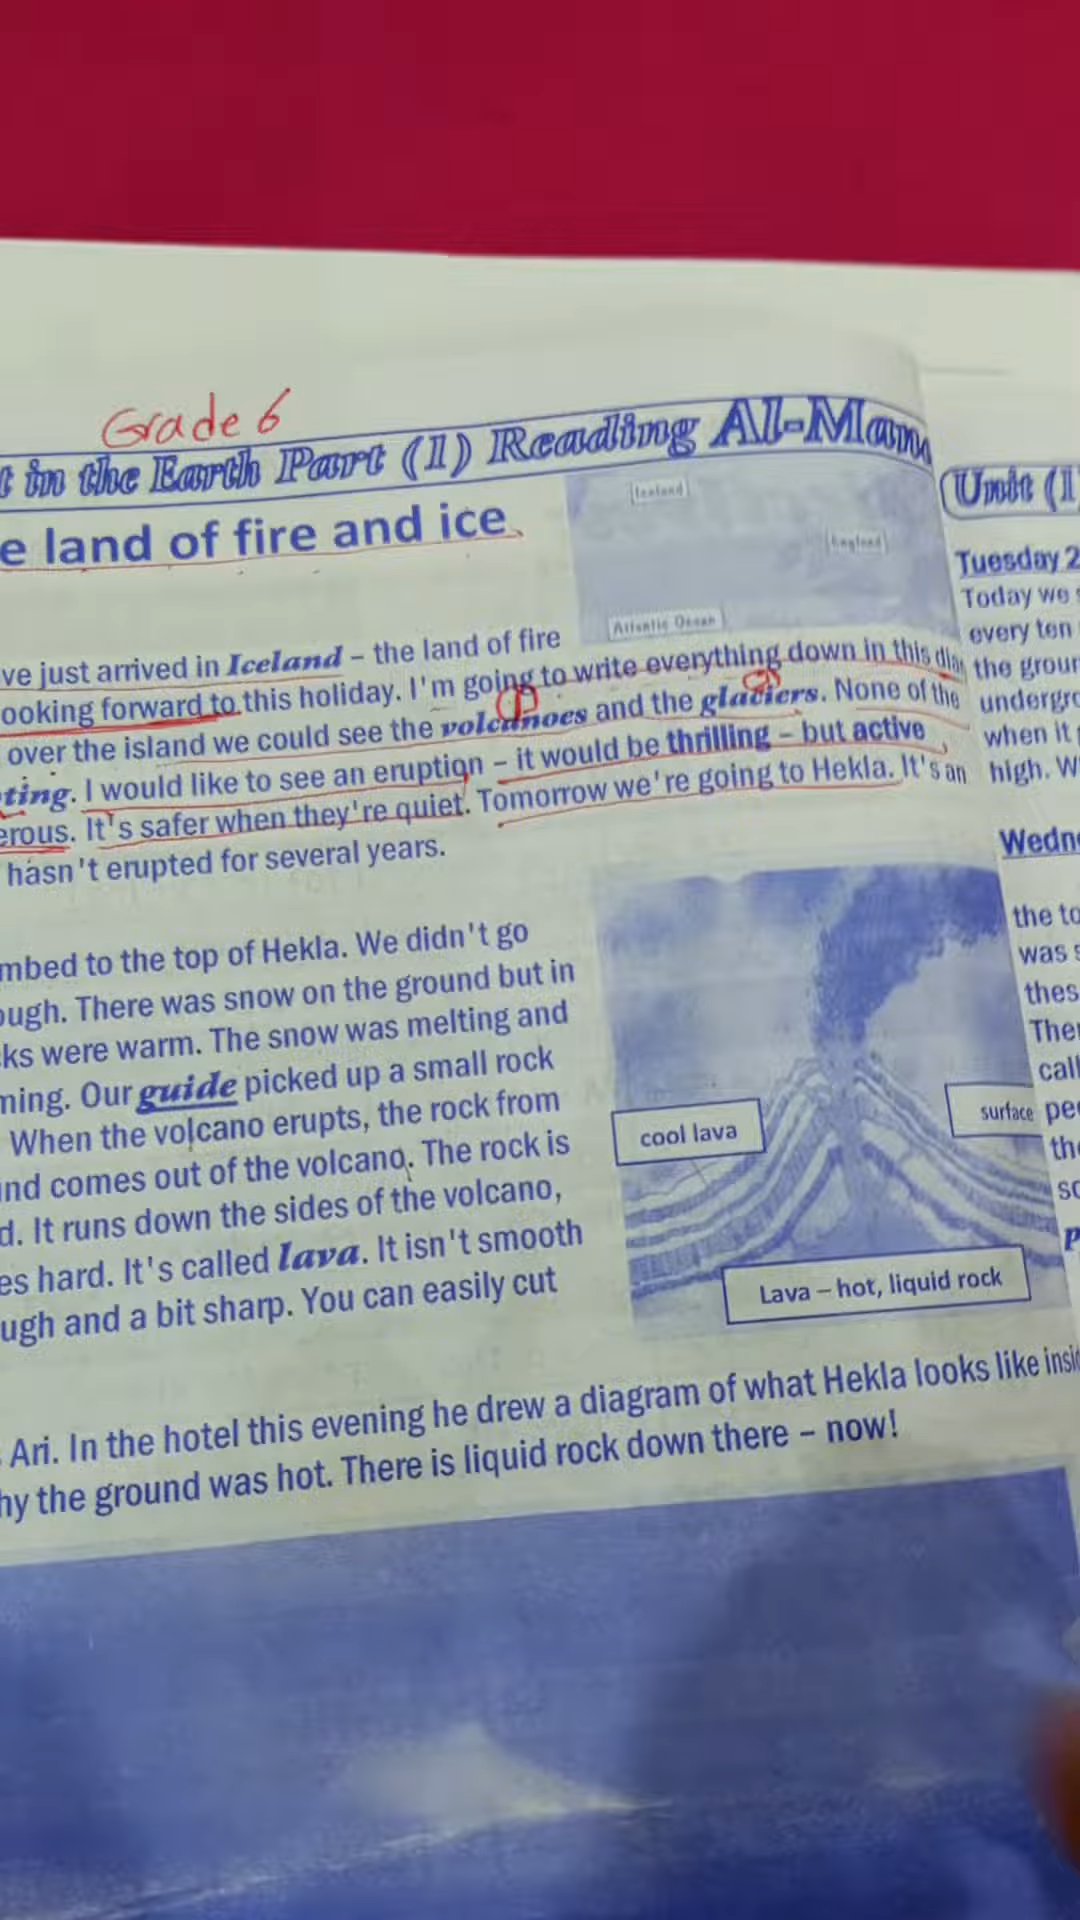 Grade 6
t in the Earth Part (1) Reading Al-Man
e land of fire and ice
Iceland
England
Atlantic Ocean
ve just arrived in Iceland – the land of fire
ooking forward to this holiday. I'm going to write everything down in this dia
over the island we could see the volcanoes and the glaciers. None of the
ting. I would like to see an eruption – it would be thrilling – but active
erous. It's safer when they're quiet. Tomorrow we're going to Hekla. It's an
hasn't erupted for several years.
mbed to the top of Hekla. We didn't go
ough. There was snow on the ground but in
cks were warm. The snow was melting and
ming. Our guide picked up a small rock
When the volcano erupts, the rock from
und comes out of the volcano. The rock is
d. It runs down the sides of the volcano,
es hard. It's called lava. It isn't smooth
ugh and a bit sharp. You can easily cut
cool lava
surface
Lava – hot, liquid rock
Ari. In the hotel this evening he drew a diagram of what Hekla looks like insi
hy the ground was hot. There is liquid rock down there – now!
Unit (1)
Tuesday 2
Today we
every ten
the groun
undergro
when it
high. W
Wedn
the to
was s
thes
Ther
call
pe
the
so
p